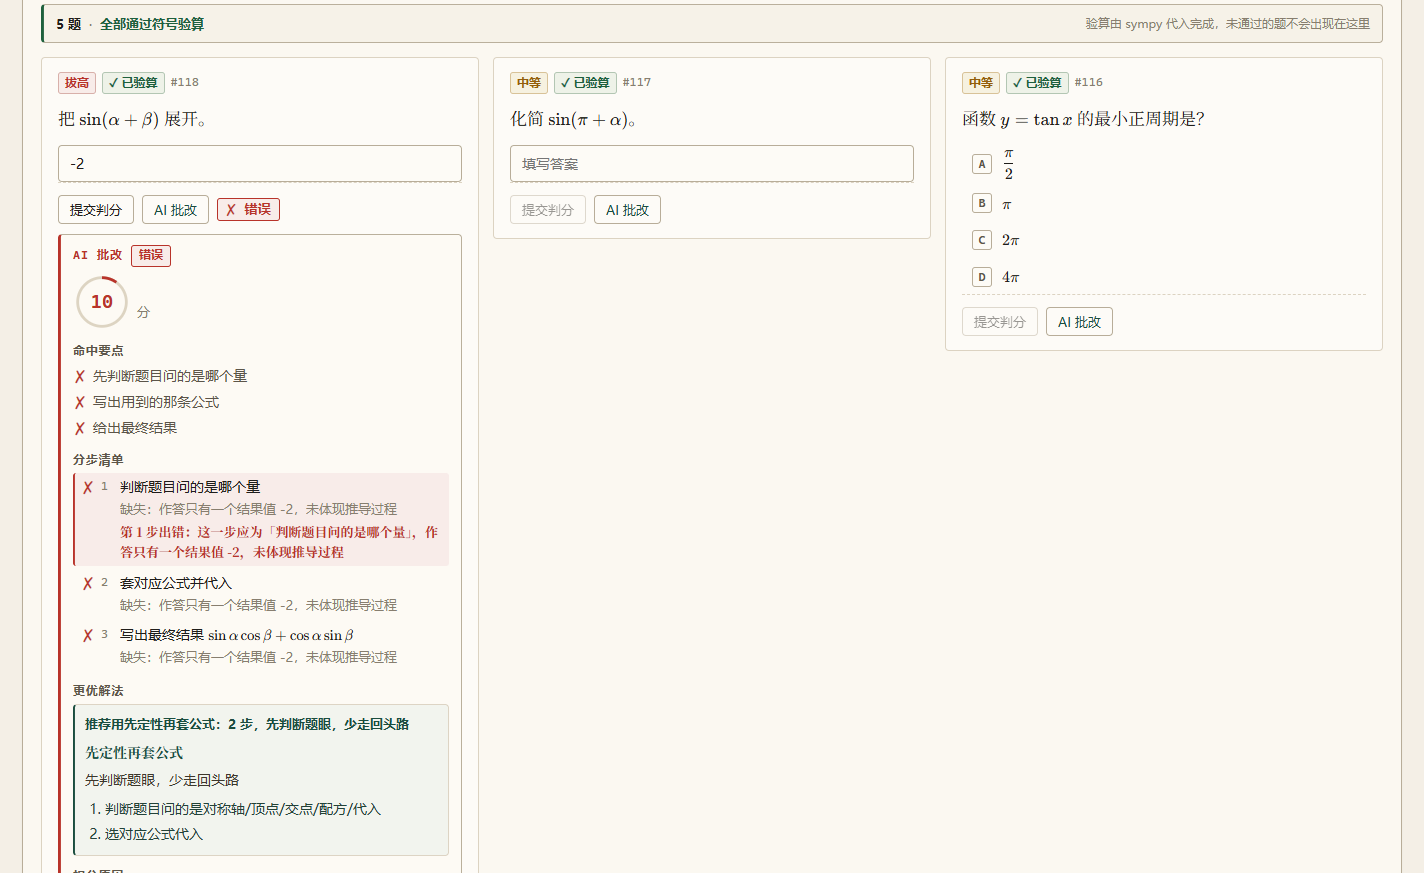 5 题 · 全部通过符号验算
验算由 sympy 代入完成，未通过的题不会出现在这里
拔高 ✓ 已验算 #118
把 sin(α + β) 展开。
-2
提交判分 AI 批改 ✗ 错误
AI 批改 错误
10 分
命中要点
✗ 先判断题目问的是哪个量
✗ 写出用到的那条公式
✗ 给出最终结果
分步清单
✗ 1 判断题目问的是哪个量
缺失：作答只有一个结果值 -2，未体现推导过程
第 1 步出错：这一步应为「判断题目问的是哪个量」，作
答只有一个结果值 -2，未体现推导过程
✗ 2 套对应公式并代入
缺失：作答只有一个结果值 -2，未体现推导过程
✗ 3 写出最终结果 sin α cos β + cos α sin β
缺失：作答只有一个结果值 -2，未体现推导过程
更优解法
推荐用先定性再套公式：2 步，先判断题眼，少走回头路
先定性再套公式
先判断题眼，少走回头路
1. 判断题目问的是对称轴/顶点/交点/配方/代入
2. 选对应公式代入
中等 ✓ 已验算 #117
化简 sin(π + α)。
填写答案
提交判分 AI 批改
中等 ✓ 已验算 #116
函数 y = tan x 的最小正周期是？
A π/2
B π
C 2π
D 4π
提交判分 AI 批改